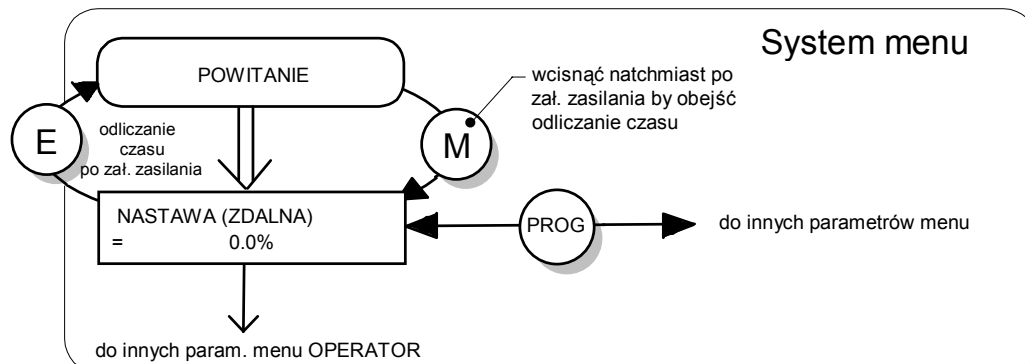 System menu
POWITANIE
wcisnąć natchmiast po
zał. zasilania by obejść
odliczanie czasu
E
odliczanie
czasu
po zał. zasilania
M
NASTAWA (ZDALNA)
= 0.0%
PROG
do innych parametrów menu
do innych param. menu OPERATOR